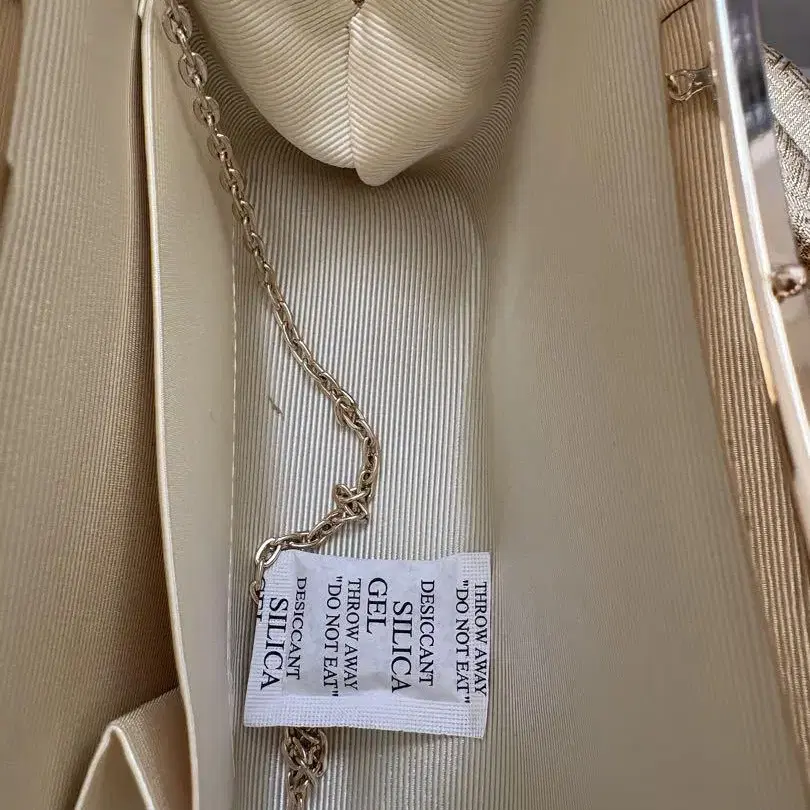 THROW AWAY
"DO NOT EAT"
DESICCANT
SILICA
GEL
THROW AWAY
"DO NOT EAT"
DESICCANT
SILICA